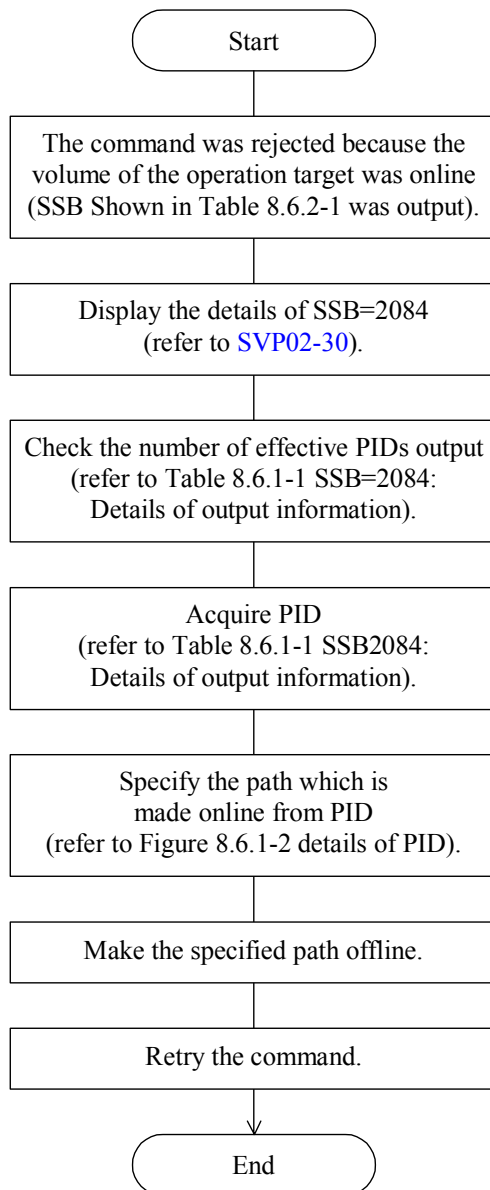 Start
The command was rejected because the
volume of the operation target was online
(SSB Shown in Table 8.6.2-1 was output).
Display the details of SSB=2084
(refer to SVP02-30).
Check the number of effective PIDs output
(refer to Table 8.6.1-1 SSB=2084:
Details of output information).
Acquire PID
(refer to Table 8.6.1-1 SSB2084:
Details of output information).
Specify the path which is
made online from PID
(refer to Figure 8.6.1-2 details of PID).
Make the specified path offline.
Retry the command.
End